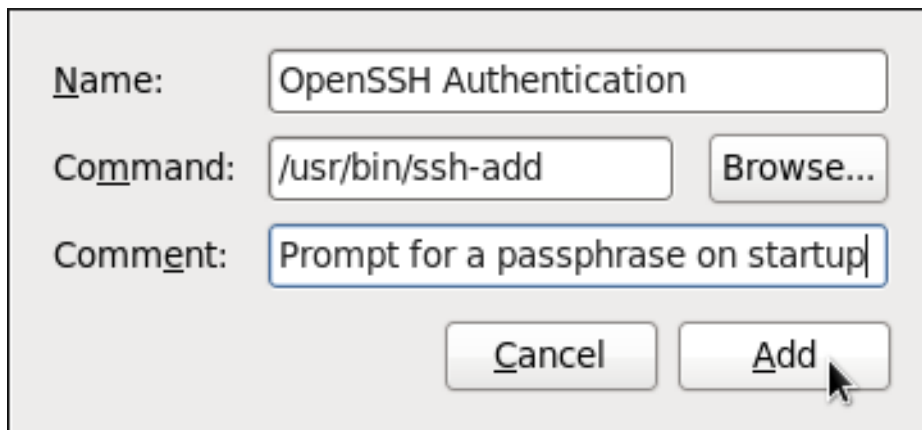 Name: OpenSSH Authentication
Command: /usr/bin/ssh-add Browse...
Comment: Prompt for a passphrase on startup
Cancel Add